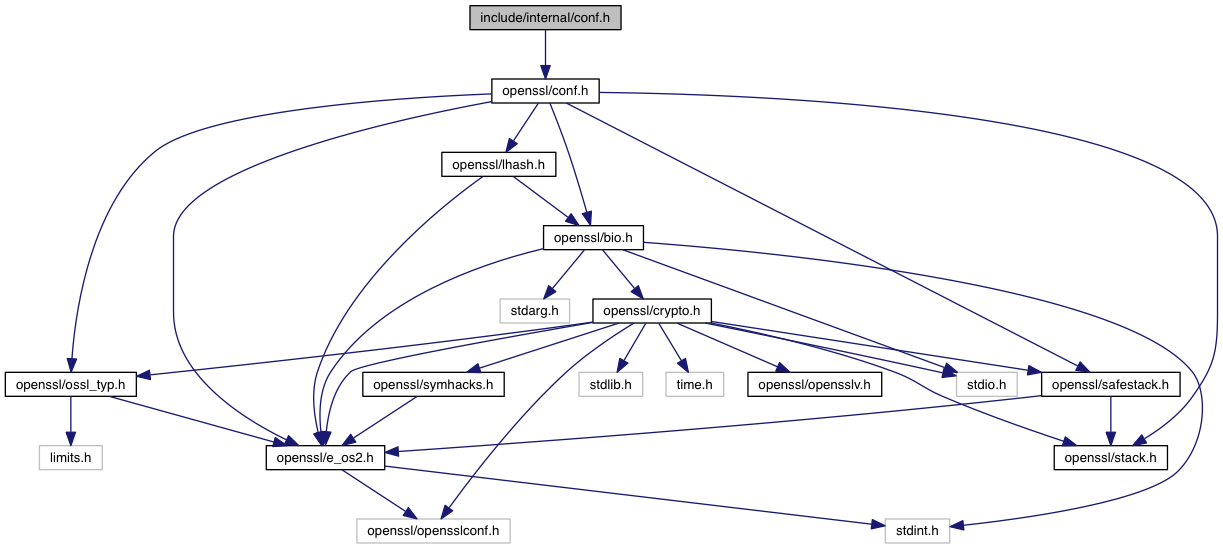 include/internal/conf.h
openssl/conf.h
openssl/lhash.h
openssl/bio.h
stdarg.h
openssl/crypto.h
openssl/ossl_typ.h
openssl/symhacks.h
stdlib.h
time.h
openssl/opensslv.h
stdio.h
openssl/safestack.h
limits.h
openssl/e_os2.h
openssl/stack.h
openssl/opensslconf.h
stdint.h